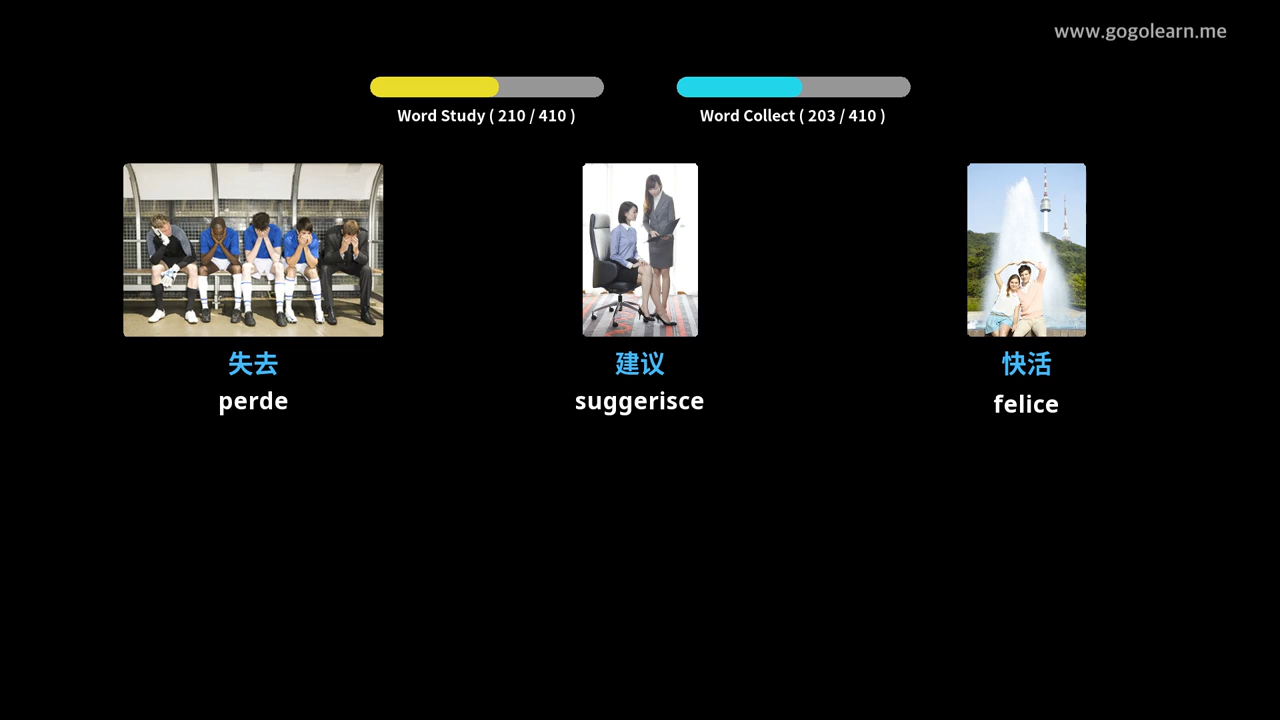 www.gogolearn.me
Word Study ( 210 / 410 )
Word Collect ( 203 / 410 )
失去
perde
建议
suggerisce
快活
felice